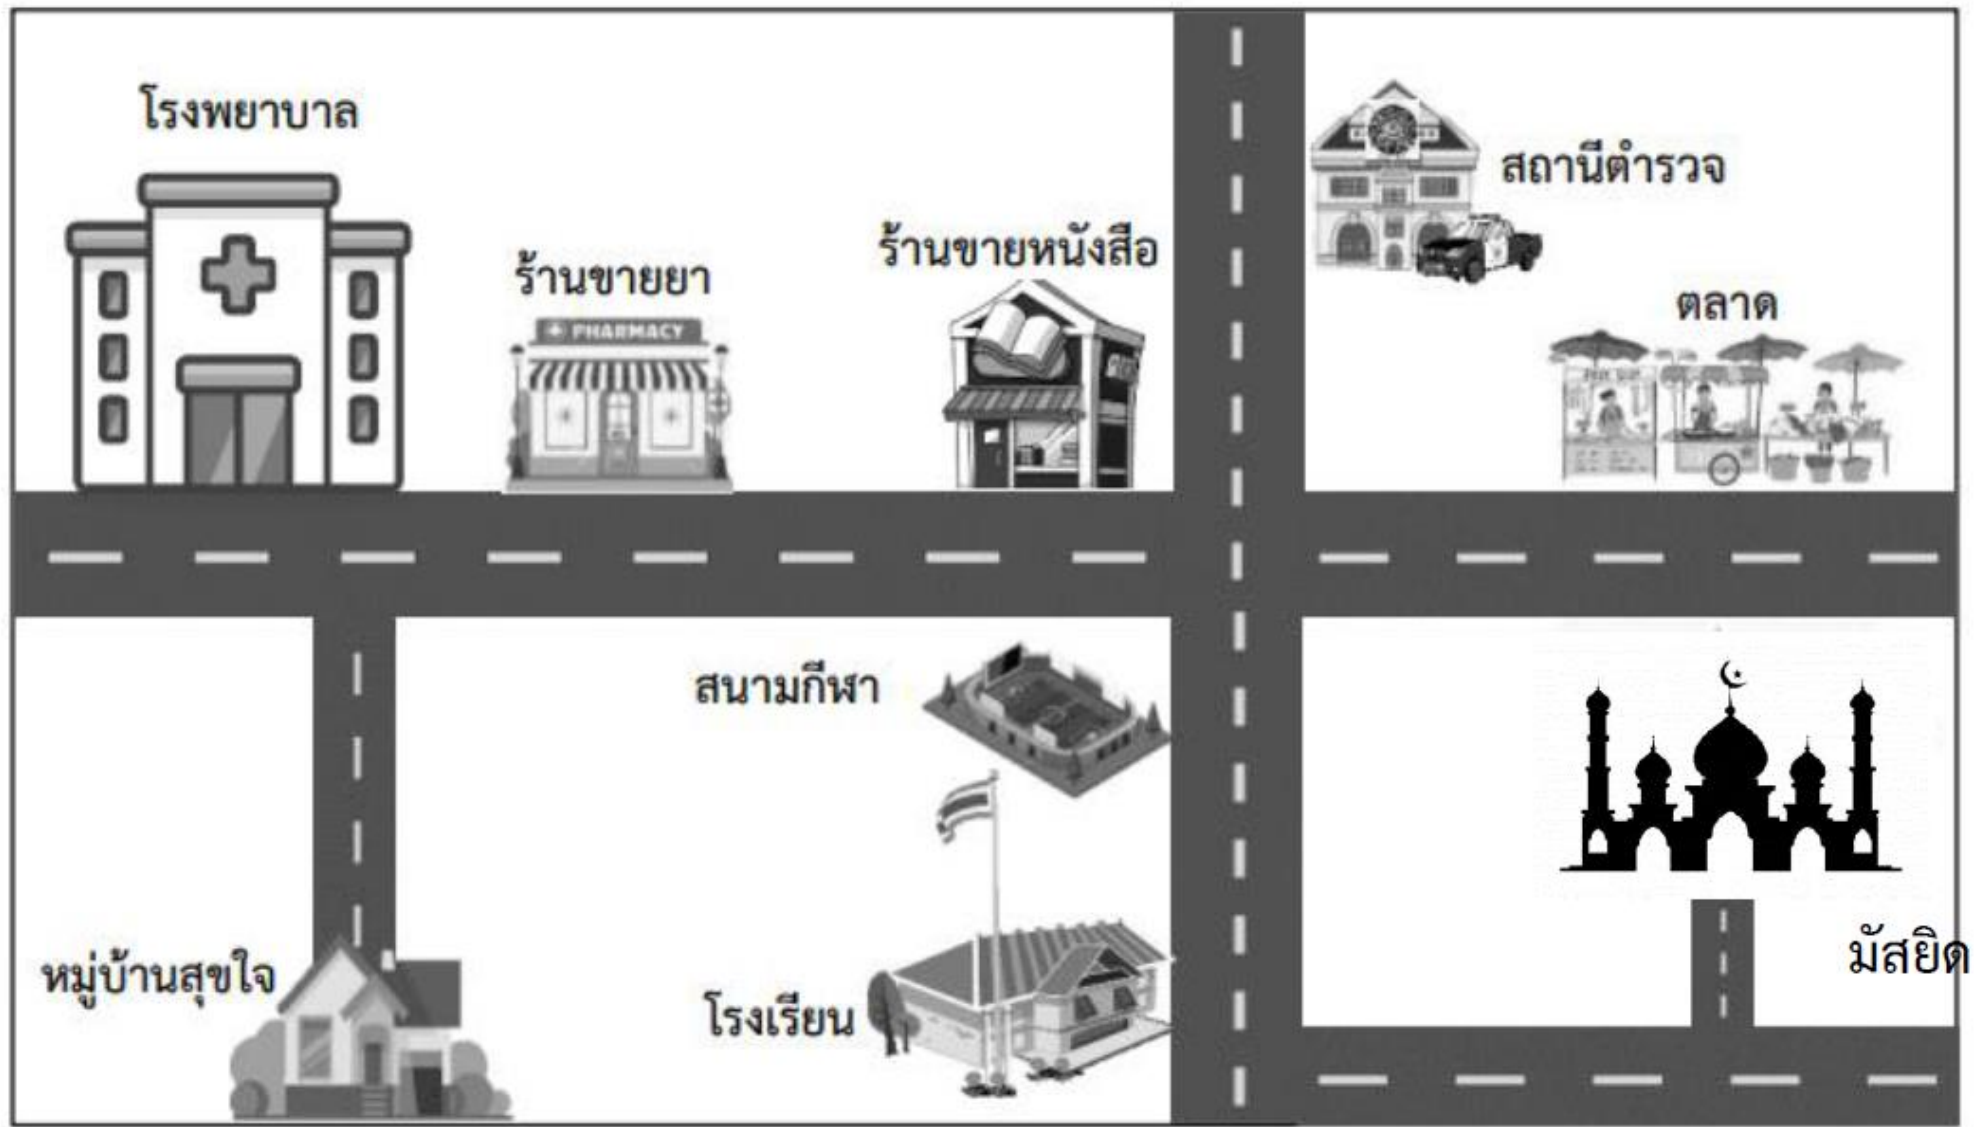 โรงพยาบาล
สถานีตำรวจ
ร้านขายหนังสือ
ร้านขายยา
ตลาด
PHARMACY
สนามกีฬา
หมู่บ้านสุขใจ
โรงเรียน
มัสยิด